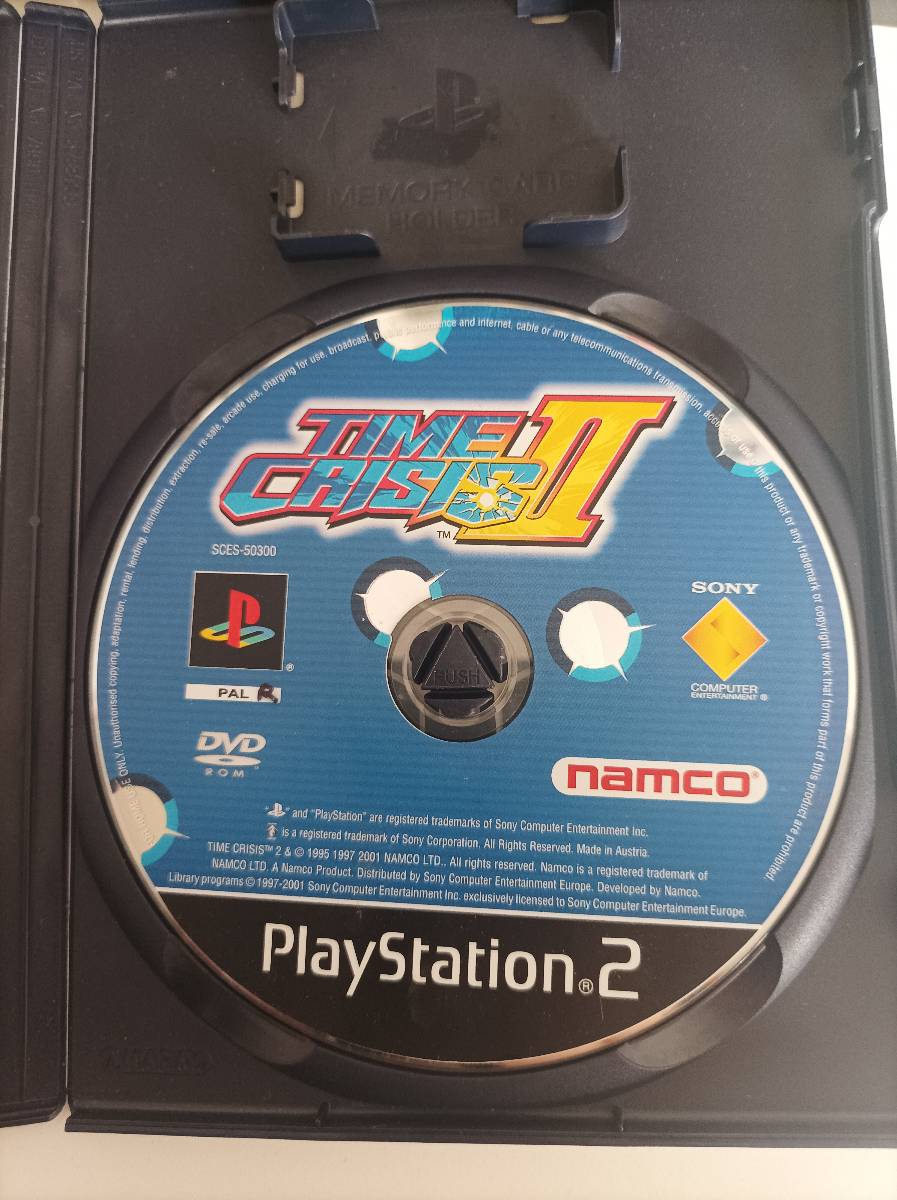 MEMORY CARD
HOLDER
USE ONLY. Unauthorised copying, adaptation, rental, lending, distribution, extraction, re-sale, arcade use, charging for use, broadcast, public performance and internet, cable or any telecommunications transmission, access or use of this product or any trademark or copyright work that forms part of this product are prohibited.
TIME
CRISIS II
TM
SCES-50300
®
PAL R
DVD
ROM
PUSH
SONY
COMPUTER
ENTERTAINMENT ®
namco®
" " and "PlayStation" are registered trademarks of Sony Computer Entertainment Inc.
is a registered trademark of Sony Corporation. All Rights Reserved. Made in Austria.
TIME CRISIS™ 2 & © 1995 1997 2001 NAMCO LTD., All rights reserved. Namco is a registered trademark of
NAMCO LTD. A Namco Product. Distributed by Sony Computer Entertainment Europe. Developed by Namco.
Library programs © 1997-2001 Sony Computer Entertainment Inc. exclusively licensed to Sony Computer Entertainment Europe.
PlayStation®2